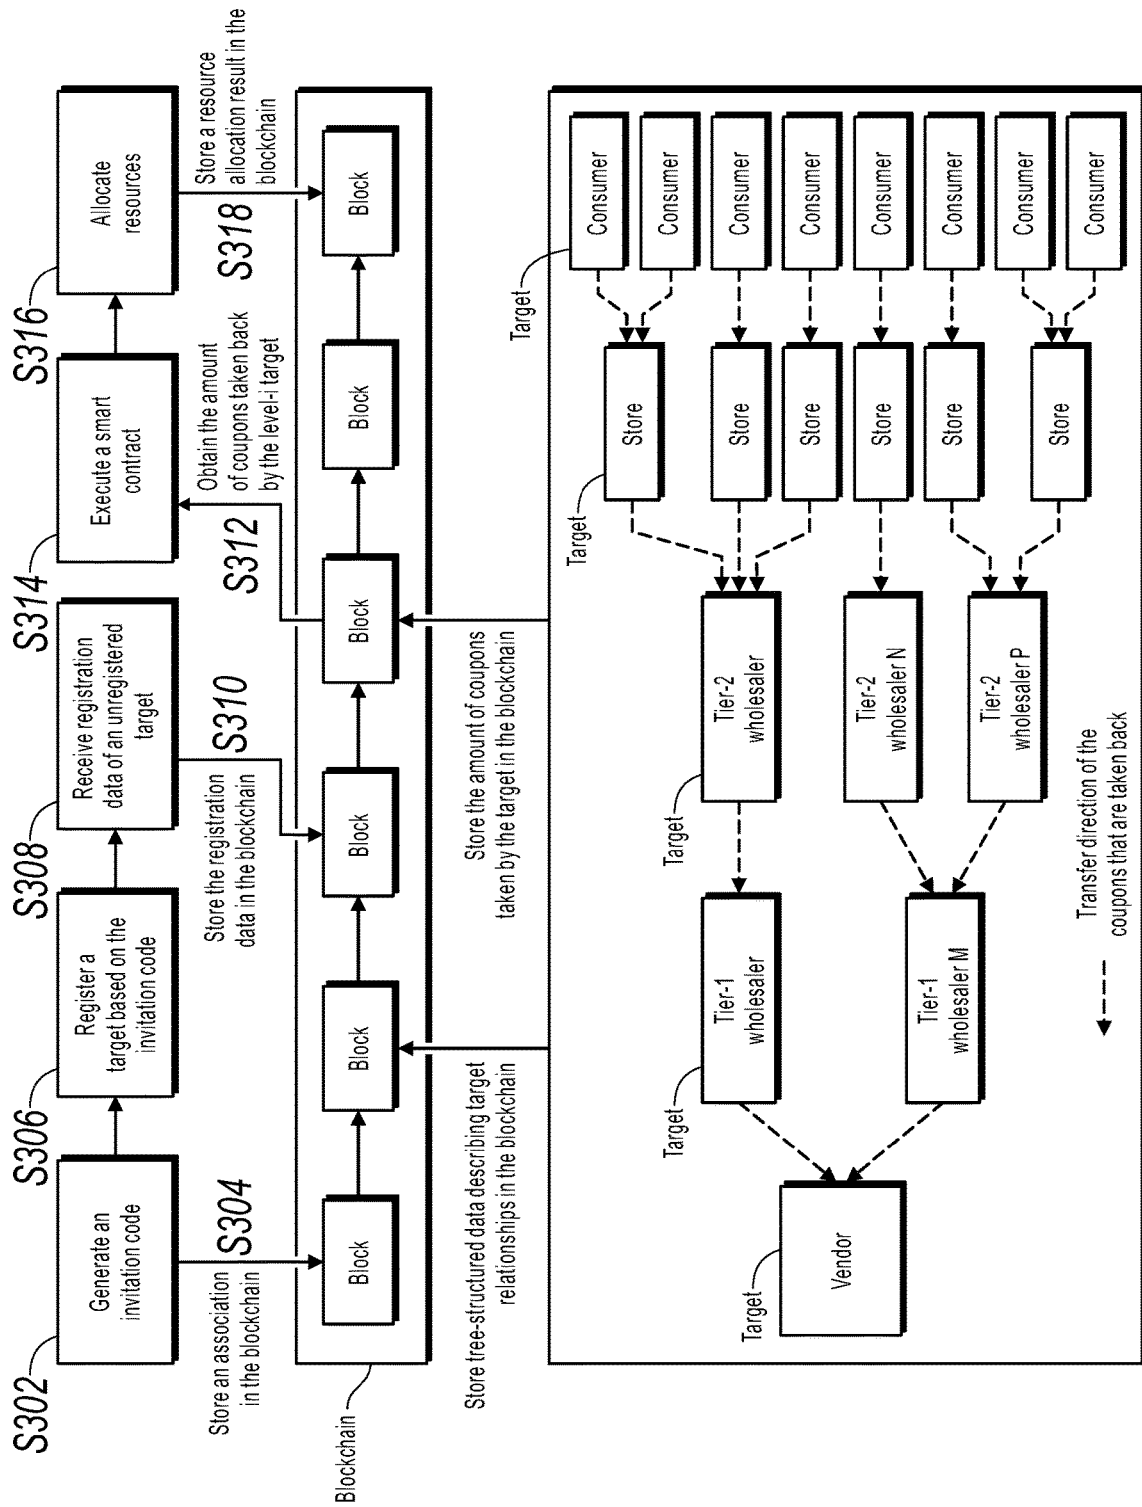 S302
Generate an
invitation code
S306
Register a
target based on the
invitation code
S308
Receive registration
data of an unregistered
target
S314
Execute a smart
contract
S316
Allocate
resources
Store an association
in the blockchain
S304
Store the registration
data in the blockchain
S310
S312
Obtain the amount
of coupons taken back
by the level-i target
S318
Store a resource
allocation result in the
blockchain
Blockchain
Block
Block
Block
Block
Block
Block
Store tree-structured data describing target
relationships in the blockchain
Store the amount of coupons
taken by the target in the blockchain
Target
Vendor
Target
Tier-1
wholesaler
Tier-1
wholesaler M
Target
Tier-2
wholesaler
Tier-2
wholesaler N
Tier-2
wholesaler P
Target
Store
Store
Store
Store
Store
Store
Target
Consumer
Consumer
Consumer
Consumer
Consumer
Consumer
Consumer
Consumer
Transfer direction of the
coupons that are taken back